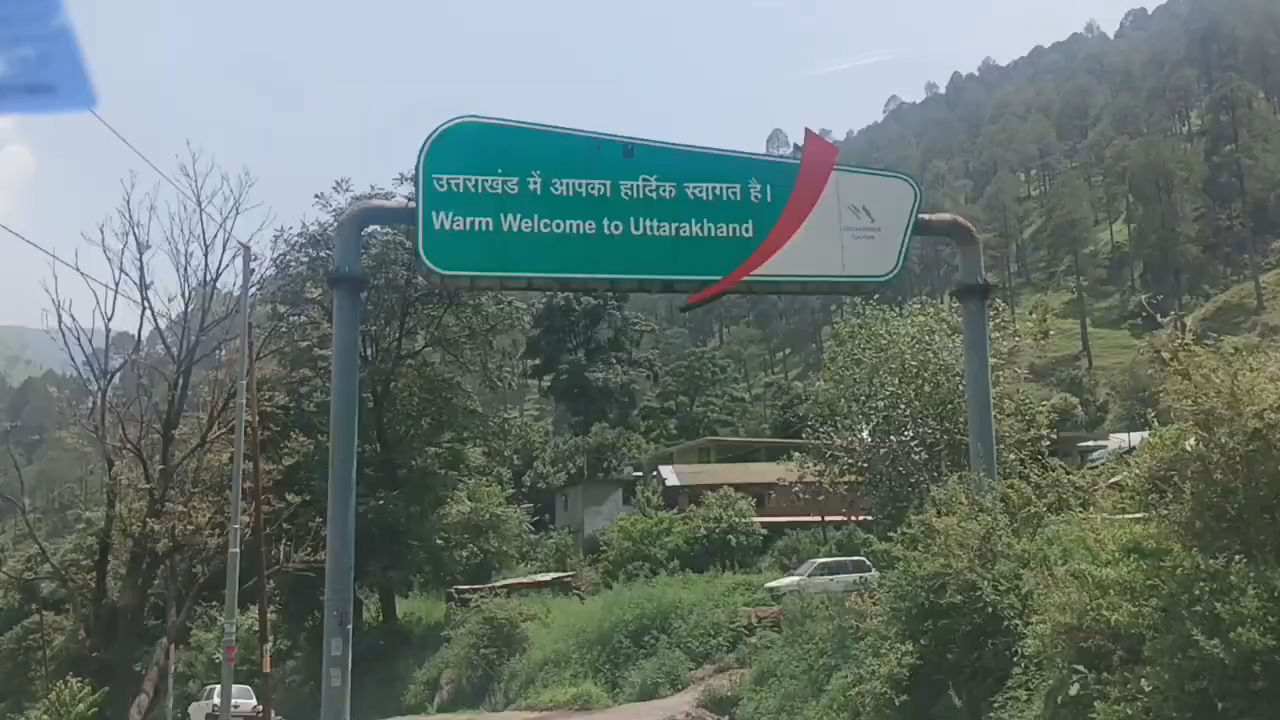 उत्तराखंड में आपका हार्दिक स्वागत है।
Warm Welcome to Uttarakhand